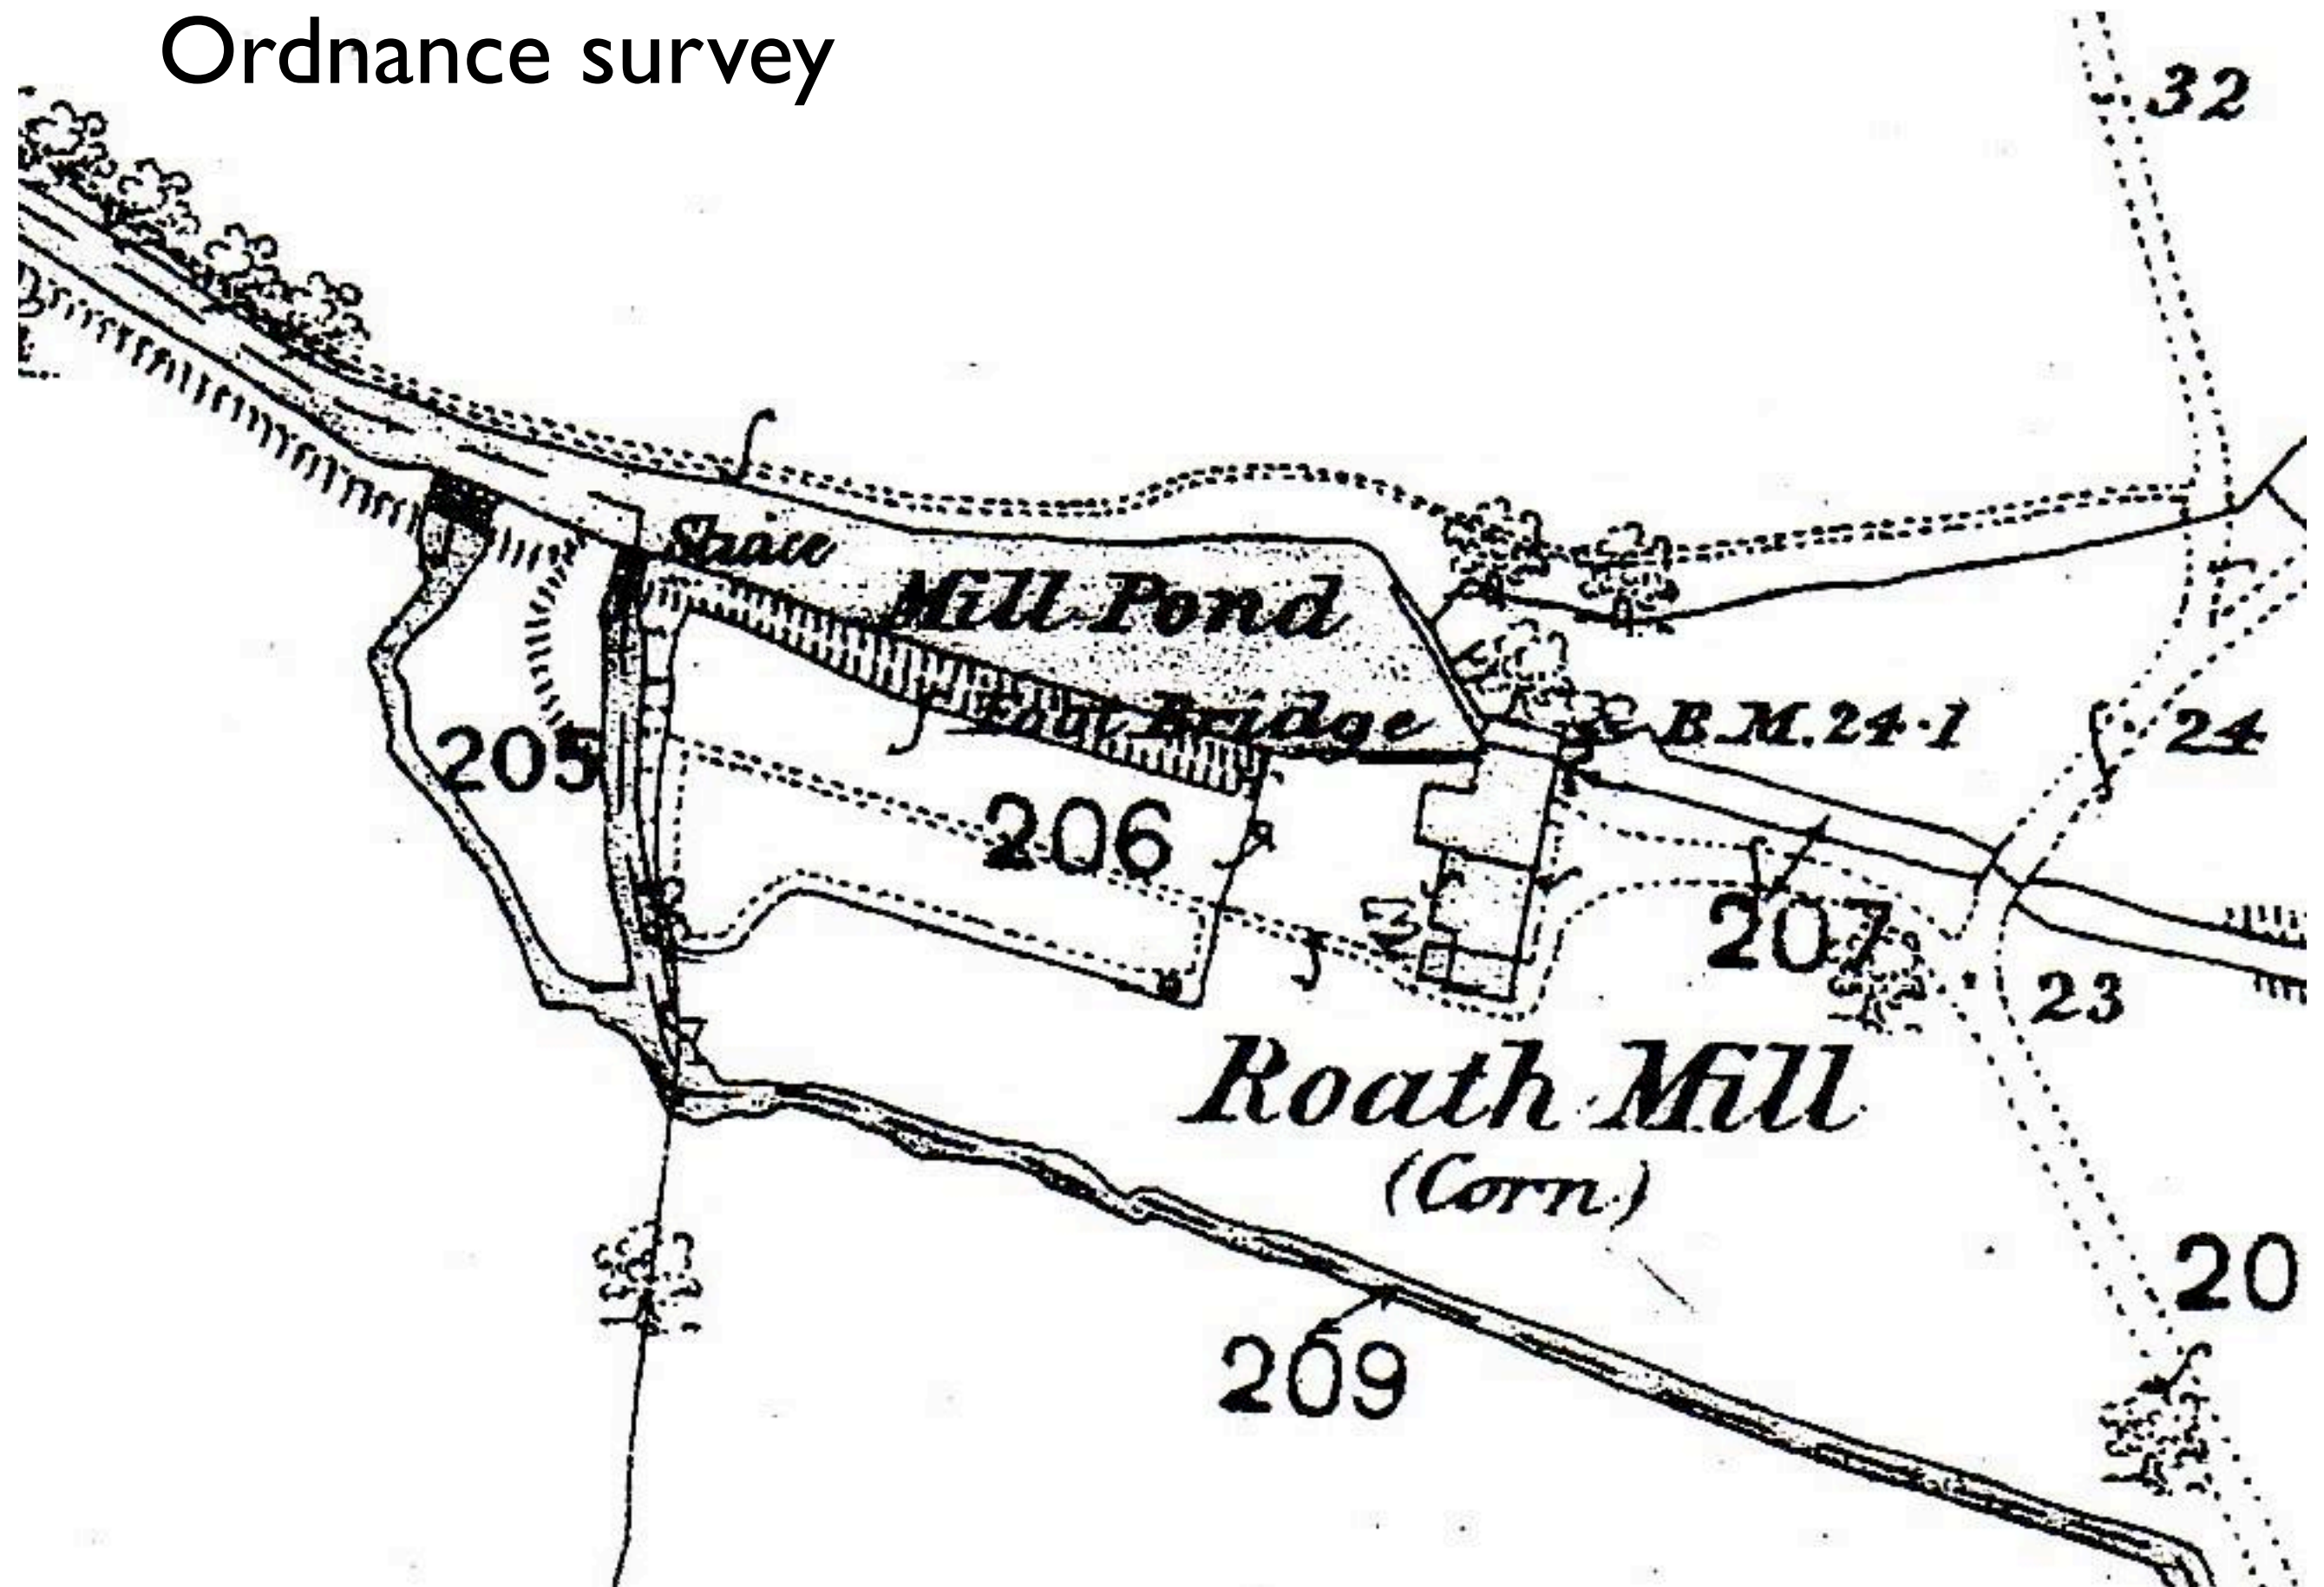 Ordnance survey
32
Sluice
Mill Pond
Foot Bridge
B.M. 24·1
24
205
206
207
23
Roath Mill
(Corn)
20
209